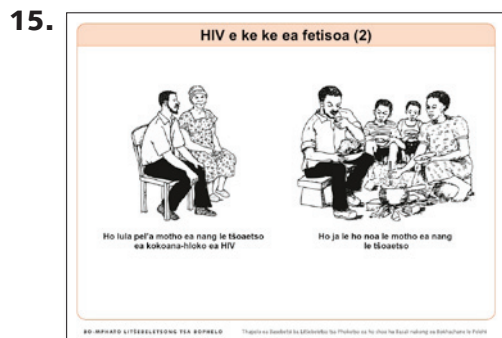 15.
HIV e ke ke ea fetisoa (2)
Ho lula pel'a motho ea nang le tšoaetso
ea kokoana-hloko ea HIV
Ho ja le ho noa le motho ea nang
le tšoaetso
BO-MPHATO LITŠEBELETSONG TSA BOPHELO